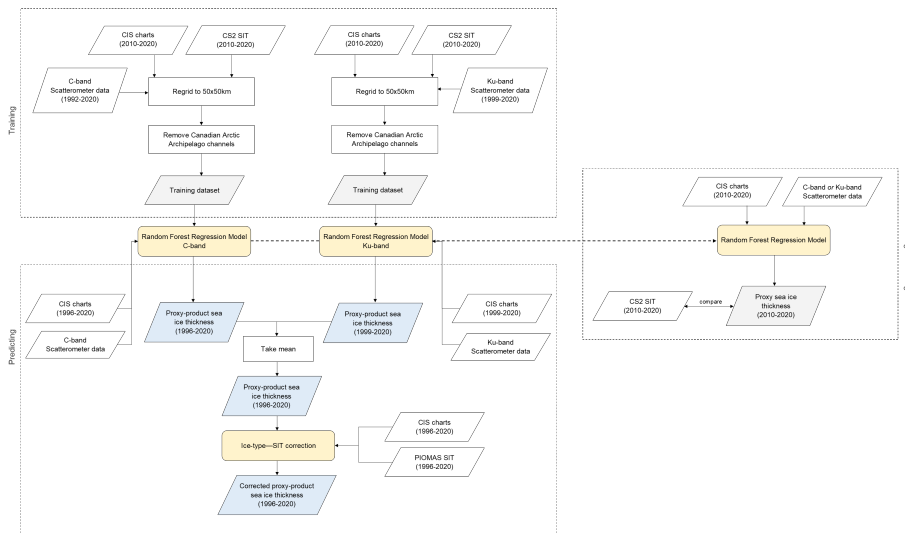 Training
CIS charts
(2010-2020)
CS2 SIT
(2010-2020)
C-band
Scatterometer data
(1992-2020)
Regrid to 50x50km
Remove Canadian Arctic
Archipelago channels
Training dataset
CIS charts
(2010-2020)
CS2 SIT
(2010-2020)
Ku-band
Scatterometer data
(1999-2020)
Regrid to 50x50km
Remove Canadian Arctic
Archipelago channels
Training dataset
Random Forest Regression Model
C-band
Random Forest Regression Model
Ku-band
Predicting
CIS charts
(1996-2020)
C-band
Scatterometer data
Proxy-product sea
ice thickness
(1996-2020)
Proxy-product sea
ice thickness
(1999-2020)
CIS charts
(1999-2020)
Ku-band
Scatterometer data
Take mean
Proxy-product sea
ice thickness
(1996-2020)
Ice-type—SIT correction
CIS charts
(1996-2020)
PIOMAS SIT
(1996-2020)
Corrected proxy-product
sea ice thickness
(1996-2020)
CIS charts
(2010-2020)
C-band or Ku-band
Scatterometer data
Random Forest Regression Model
CS2 SIT
(2010-2020)
compare
Proxy sea ice
thickness
(2010-2020)